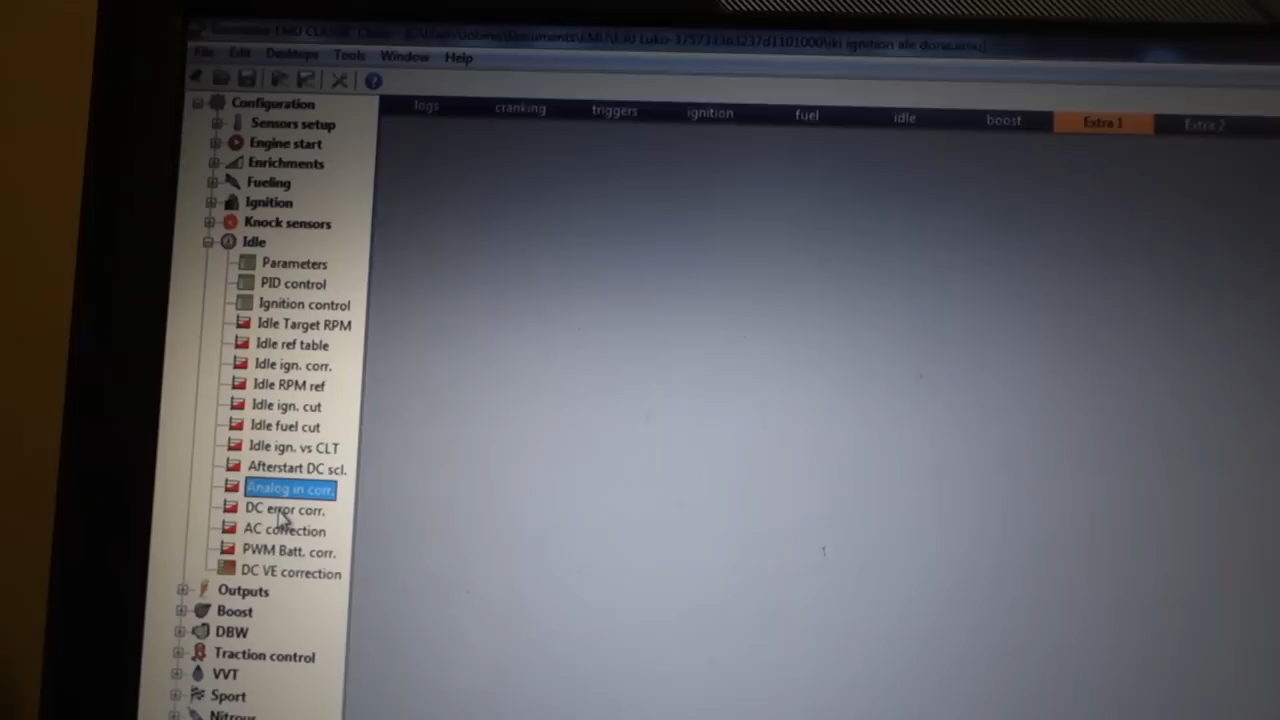 File Edit Desktops Tools Window Help
logs cranking triggers ignition fuel idle boost Extra 1 Extra 2
Configuration
Sensors setup
Engine start
Enrichments
Fueling
Ignition
Knock sensors
Idle
Parameters
PID control
Ignition control
Idle Target RPM
Idle ref table
Idle ign. corr.
Idle RPM ref
Idle ign. cut
Idle fuel cut
Idle ign. vs CLT
Afterstart DC scl.
Analog in corr.
DC error corr.
AC correction
PWM Batt. corr.
DC VE correction
Outputs
Boost
DBW
Traction control
VVT
Sport
Nitrous